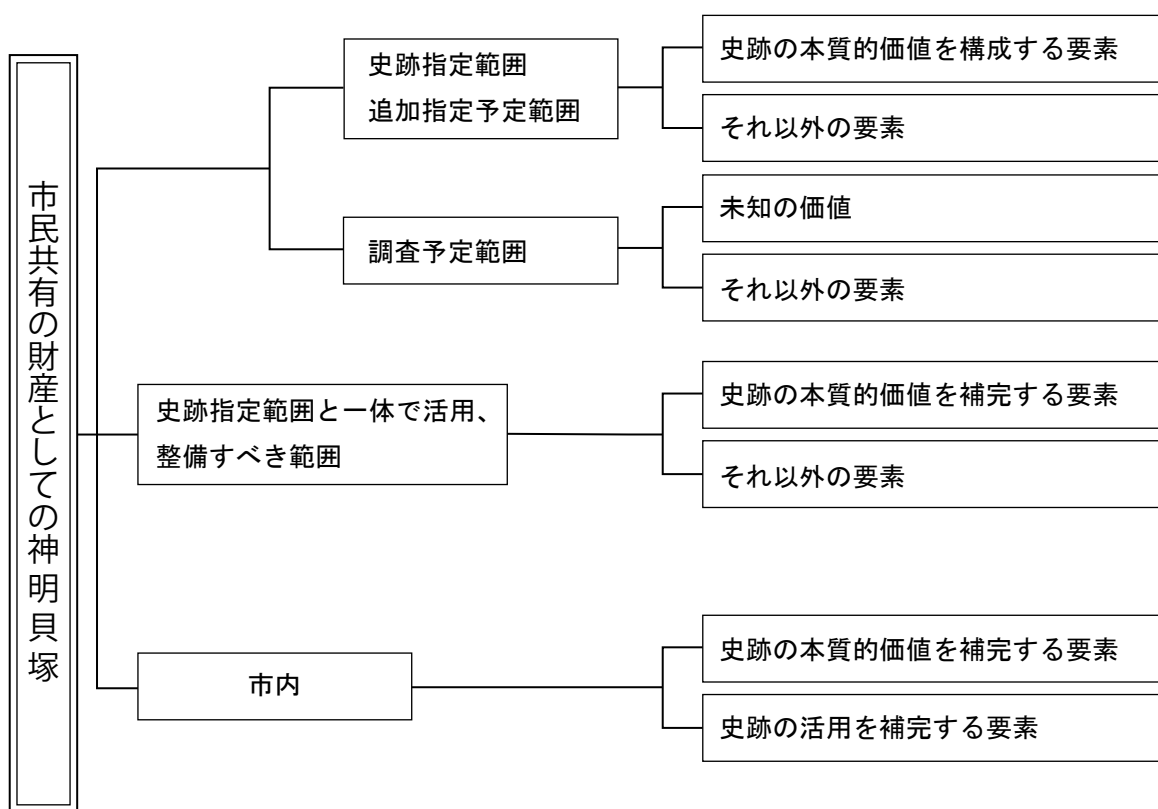 市民共有の財産としての神明貝塚
史跡指定範囲
追加指定予定範囲
史跡の本質的価値を構成する要素
それ以外の要素
調査予定範囲
未知の価値
それ以外の要素
史跡指定範囲と一体で活用、
整備すべき範囲
史跡の本質的価値を補完する要素
それ以外の要素
市内
史跡の本質的価値を補完する要素
史跡の活用を補完する要素